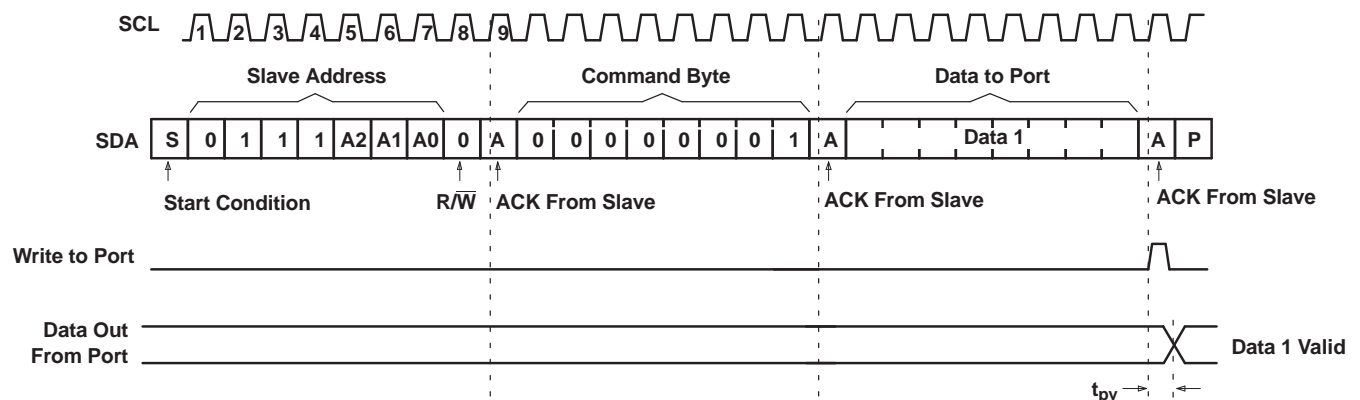 SCL
1 2 3 4 5 6 7 8 9
Slave Address Command Byte Data to Port
SDA S 0 1 1 1 A2 A1 A0 0 A 0 0 0 0 0 0 0 1 A Data 1 A P
Start Condition R/W̅ ACK From Slave ACK From Slave ACK From Slave
Write to Port
Data Out
From Port
Data 1 Valid
tpv